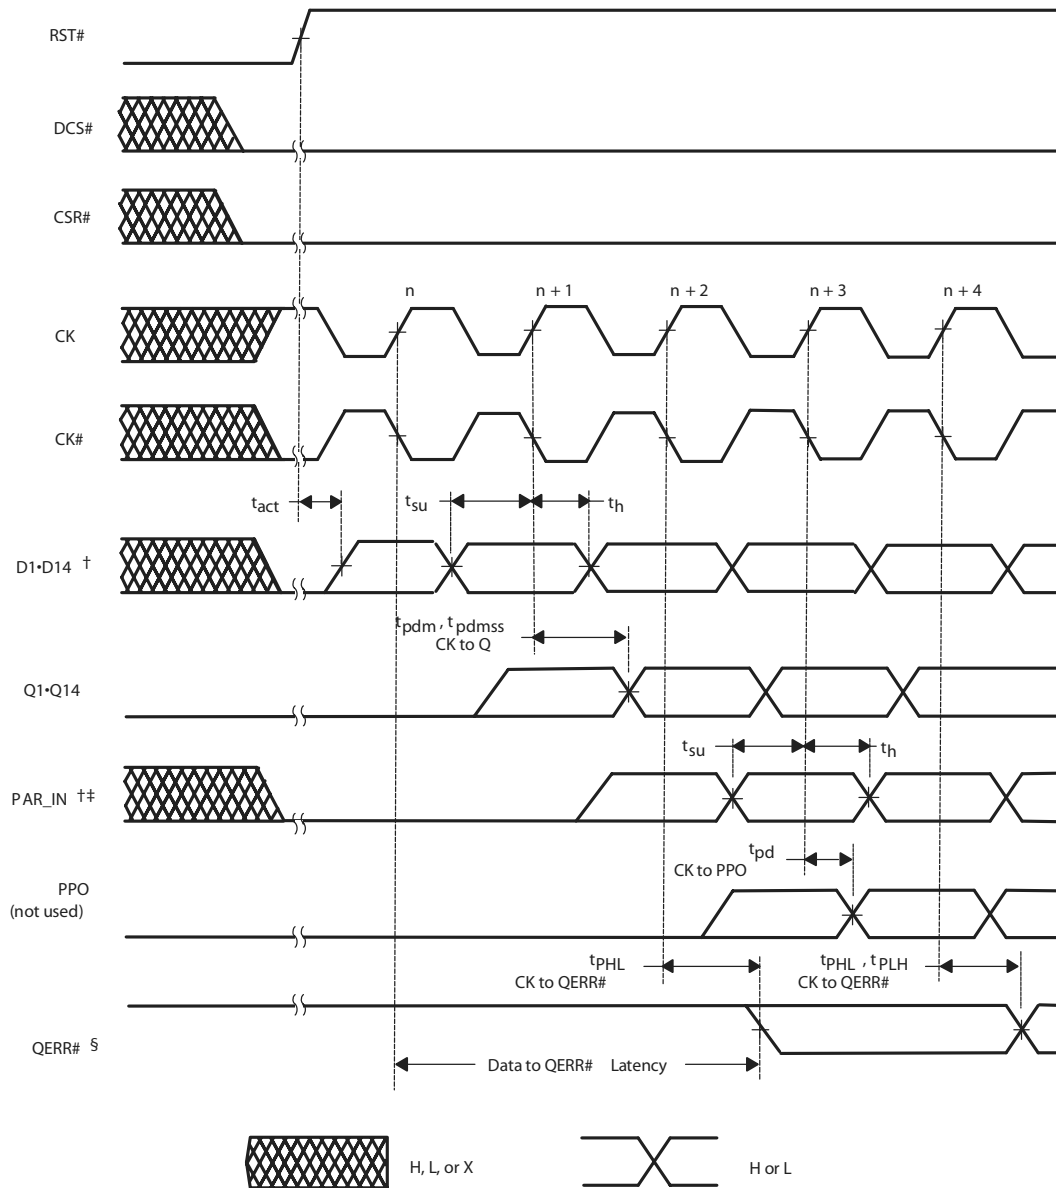 RST#
DCS#
CSR#
n
n + 1
n + 2
n + 3
n + 4
CK
CK#
tact
tsu
th
D1•D14 †
tpdm , tpdmss
CK to Q
Q1•Q14
tsu
th
PAR_IN †‡
tpd
CK to PPO
PPO
(not used)
tPHL
CK to QERR#
tPHL , tPLH
CK to QERR#
QERR# §
Data to QERR# Latency
H, L, or X
H or L